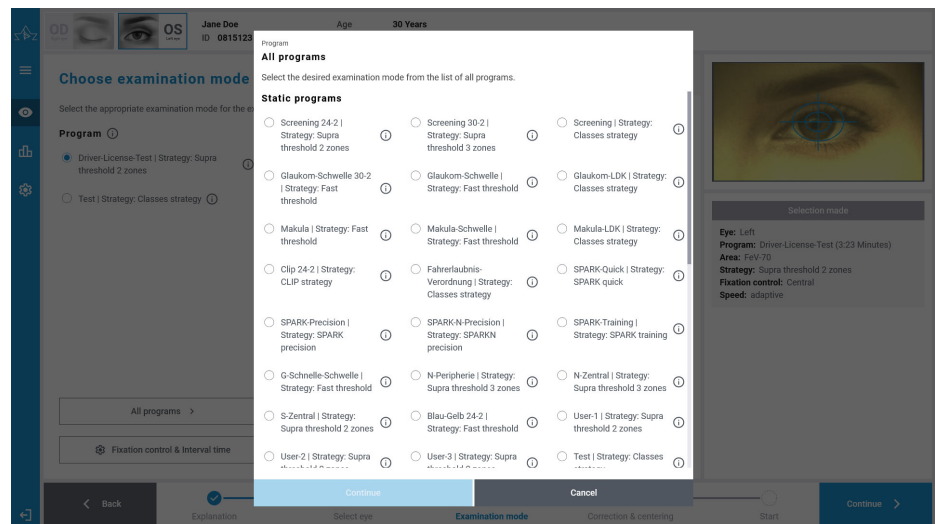 OD
OS
Left eye
Jane Doe
ID 0815123
Age
30 Years
Choose examination mode
Select the appropriate examination mode for the e
Program
Driver-License-Test | Strategy: Supra
threshold 2 zones
Test | Strategy: Classes strategy
All programs
Fixation control & Interval time
Program
All programs
Select the desired examination mode from the list of all programs.
Static programs
Screening 24-2 |
Strategy: Supra
threshold 2 zones
Screening 30-2 |
Strategy: Supra
threshold 3 zones
Screening | Strategy:
Classes strategy
Glaukom-Schwelle 30-2
| Strategy: Fast
threshold
Glaukom-Schwelle |
Strategy: Fast threshold
Glaukom-LDK | Strategy:
Classes strategy
Makula | Strategy: Fast
threshold
Makula-Schwelle |
Strategy: Fast threshold
Makula-LDK | Strategy:
Classes strategy
Clip 24-2 | Strategy:
CLIP strategy
Fahrerlaubnis-
Verordnung | Strategy:
Classes strategy
SPARK-Quick | Strategy:
SPARK quick
SPARK-Precision |
Strategy: SPARK
precision
SPARK-N-Precision |
Strategy: SPARKN
precision
SPARK-Training |
Strategy: SPARK training
G-Schnelle-Schwelle |
Strategy: Fast threshold
N-Peripherie | Strategy:
Supra threshold 3 zones
N-Zentral | Strategy:
Supra threshold 3 zones
S-Zentral | Strategy:
Supra threshold 2 zones
Blau-Gelb 24-2 |
Strategy: Fast threshold
User-1 | Strategy: Supra
threshold 2 zones
User-2 | Strategy: Supra
User-3 | Strategy: Supra
Test | Strategy: Classes
Continue
Cancel
Selection made
Eye: Left
Program: Driver-License-Test (3:23 Minutes)
Area: FeV-70
Strategy: Supra threshold 2 zones
Fixation control: Central
Speed: adaptive
Back
Explanation
Select eye
Examination mode
Correction & centering
Start
Continue